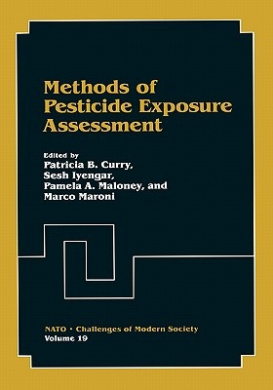 Methods of
Pesticide Exposure
Assessment
Edited by
Patricia B. Curry,
Sesh Iyengar,
Pamela A. Maloney, and
Marco Maroni
NATO • Challenges of Modern Society
Volume 19